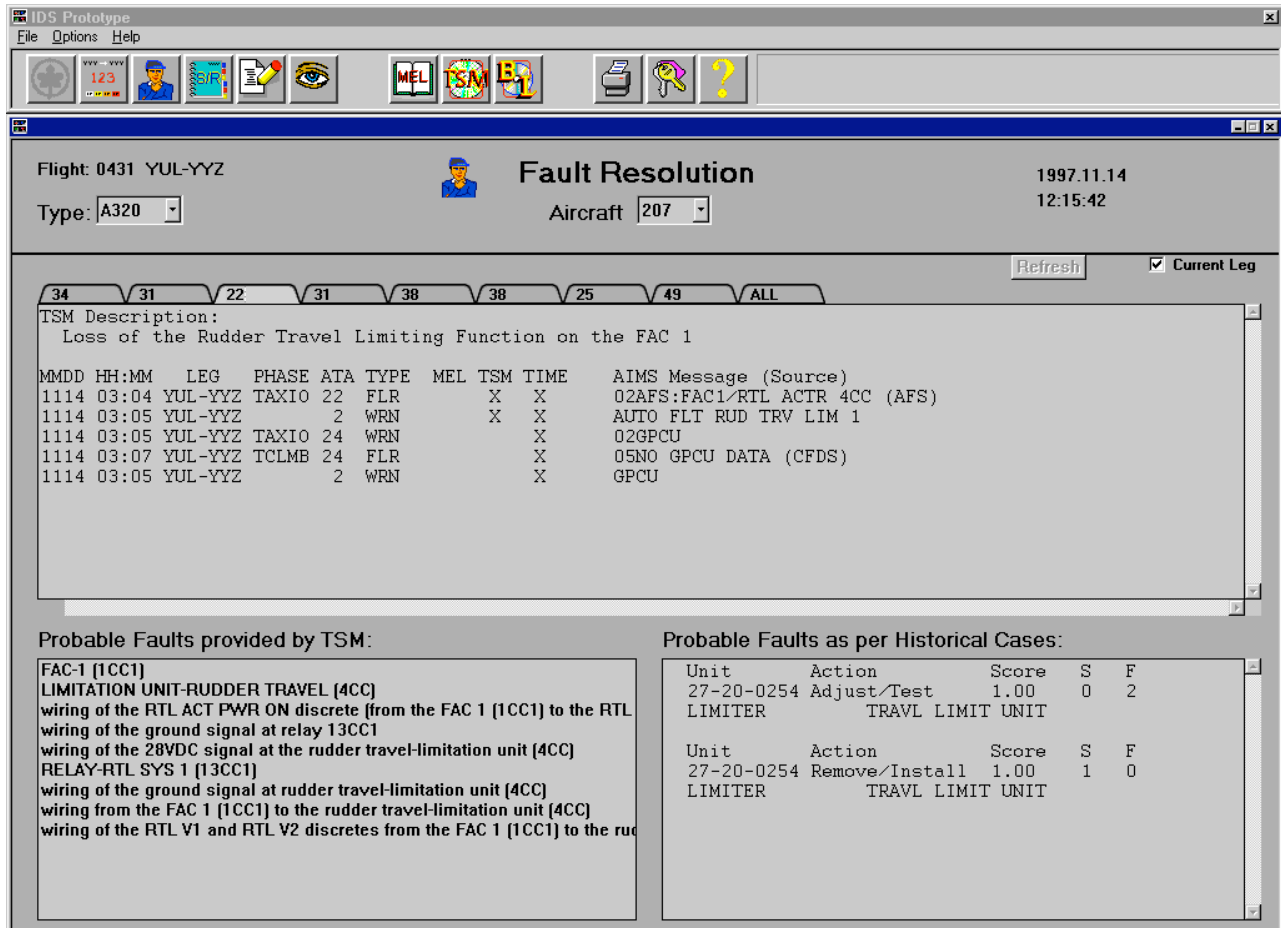 IDS Prototype
File Options Help
vvv → vvv
123
S/R
MEL
TSM
B L
?
Flight: 0431 YUL-YYZ
Fault Resolution
1997.11.14
12:15:42
Type: A320
Aircraft 207
Refresh
Current Leg
34 31 22 31 38 38 25 49 ALL
TSM Description:
Loss of the Rudder Travel Limiting Function on the FAC 1
MMDD HH:MM LEG PHASE ATA TYPE MEL TSM TIME AIMS Message (Source)
1114 03:04 YUL-YYZ TAXIO 22 FLR X X 02AFS:FAC1/RTL ACTR 4CC (AFS)
1114 03:05 YUL-YYZ 2 WRN X X AUTO FLT RUD TRV LIM 1
1114 03:05 YUL-YYZ TAXIO 24 WRN X 02GPCU
1114 03:07 YUL-YYZ TCLMB 24 FLR X 05NO GPCU DATA (CFDS)
1114 03:05 YUL-YYZ 2 WRN X GPCU
Probable Faults provided by TSM:
FAC-1 (1CC1)
LIMITATION UNIT-RUDDER TRAVEL (4CC)
wiring of the RTL ACT PWR ON discrete (from the FAC 1 (1CC1) to the RTL
wiring of the ground signal at relay 13CC1
wiring of the 28VDC signal at the rudder travel-limitation unit (4CC)
RELAY-RTL SYS 1 (13CC1)
wiring of the ground signal at rudder travel-limitation unit (4CC)
wiring from the FAC 1 (1CC1) to the rudder travel-limitation unit (4CC)
wiring of the RTL V1 and RTL V2 discretes from the FAC 1 (1CC1) to the rud
Probable Faults as per Historical Cases:
Unit Action Score S F
27-20-0254 Adjust/Test 1.00 0 2
LIMITER TRAVL LIMIT UNIT
Unit Action Score S F
27-20-0254 Remove/Install 1.00 1 0
LIMITER TRAVL LIMIT UNIT